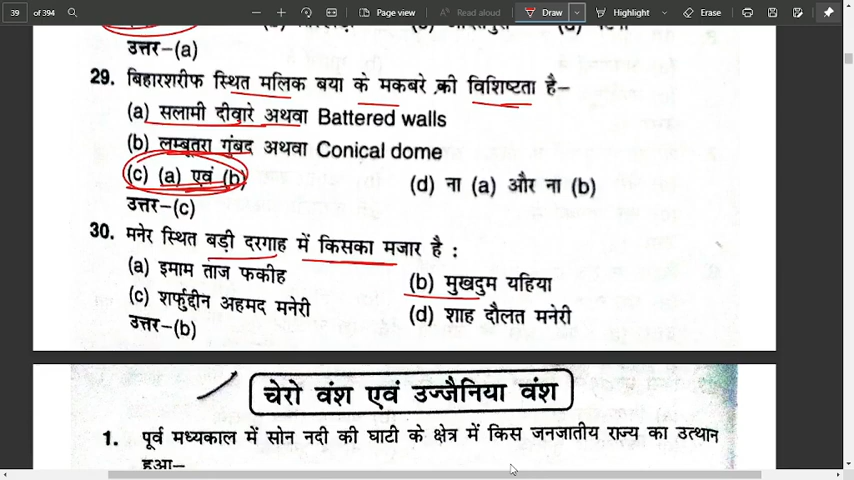 39 of 394 Page view Read aloud Draw Highlight Erase
उत्तर-(a)
29. बिहारशरीफ स्थित मलिक बया के मकबरे की विशिष्टता है–
(a) सलामी दीवारे अथवा Battered walls
(b) लम्बूतरा गुंबद अथवा Conical dome
(c) (a) एवं (b)
(d) ना (a) और ना (b)
उत्तर-(c)
30. मनेर स्थित बड़ी दरगाह में किसका मजार है :
(a) इमाम ताज फकीह
(b) मुखदुम यहिया
(c) शर्फुद्दीन अहमद मनेरी
(d) शाह दौलत मनेरी
उत्तर-(b)
चेरो वंश एवं उज्जैनिया वंश
1. पूर्व मध्यकाल में सोन नदी की घाटी के क्षेत्र में किस जनजातीय राज्य का उत्थान
हुआ–